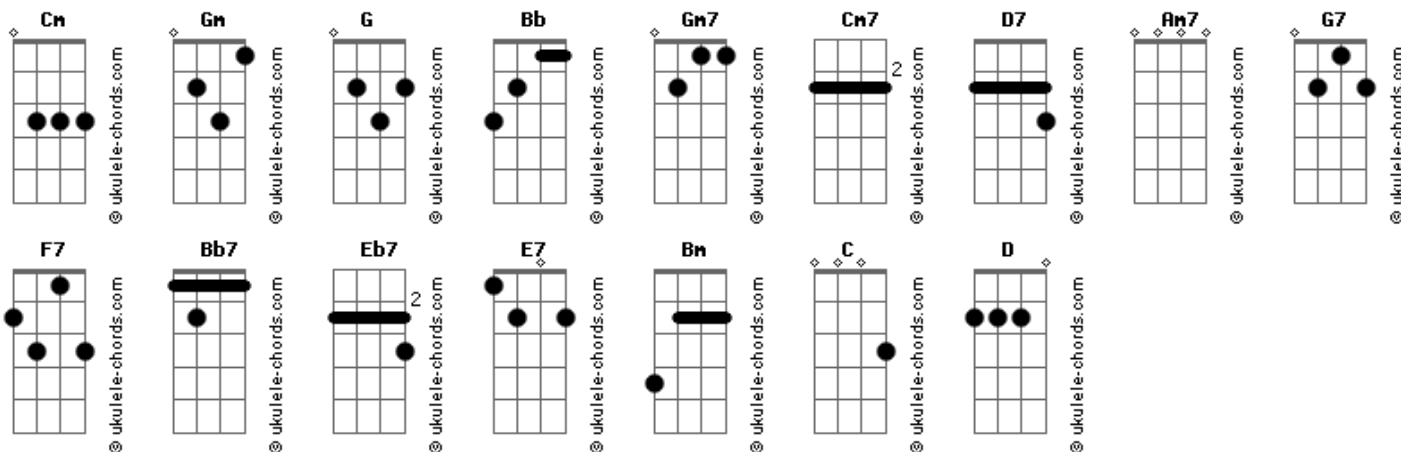 Cm Gm G Bb Gm7 Cm7 D7 Am7 G7
2
© ukulele-chords.com © ukulele-chords.com © ukulele-chords.com © ukulele-chords.com © ukulele-chords.com © ukulele-chords.com © ukulele-chords.com © ukulele-chords.com © ukulele-chords.com
F7 Bb7 Eb7 E7 Bm C D
2
© ukulele-chords.com © ukulele-chords.com © ukulele-chords.com © ukulele-chords.com © ukulele-chords.com © ukulele-chords.com © ukulele-chords.com